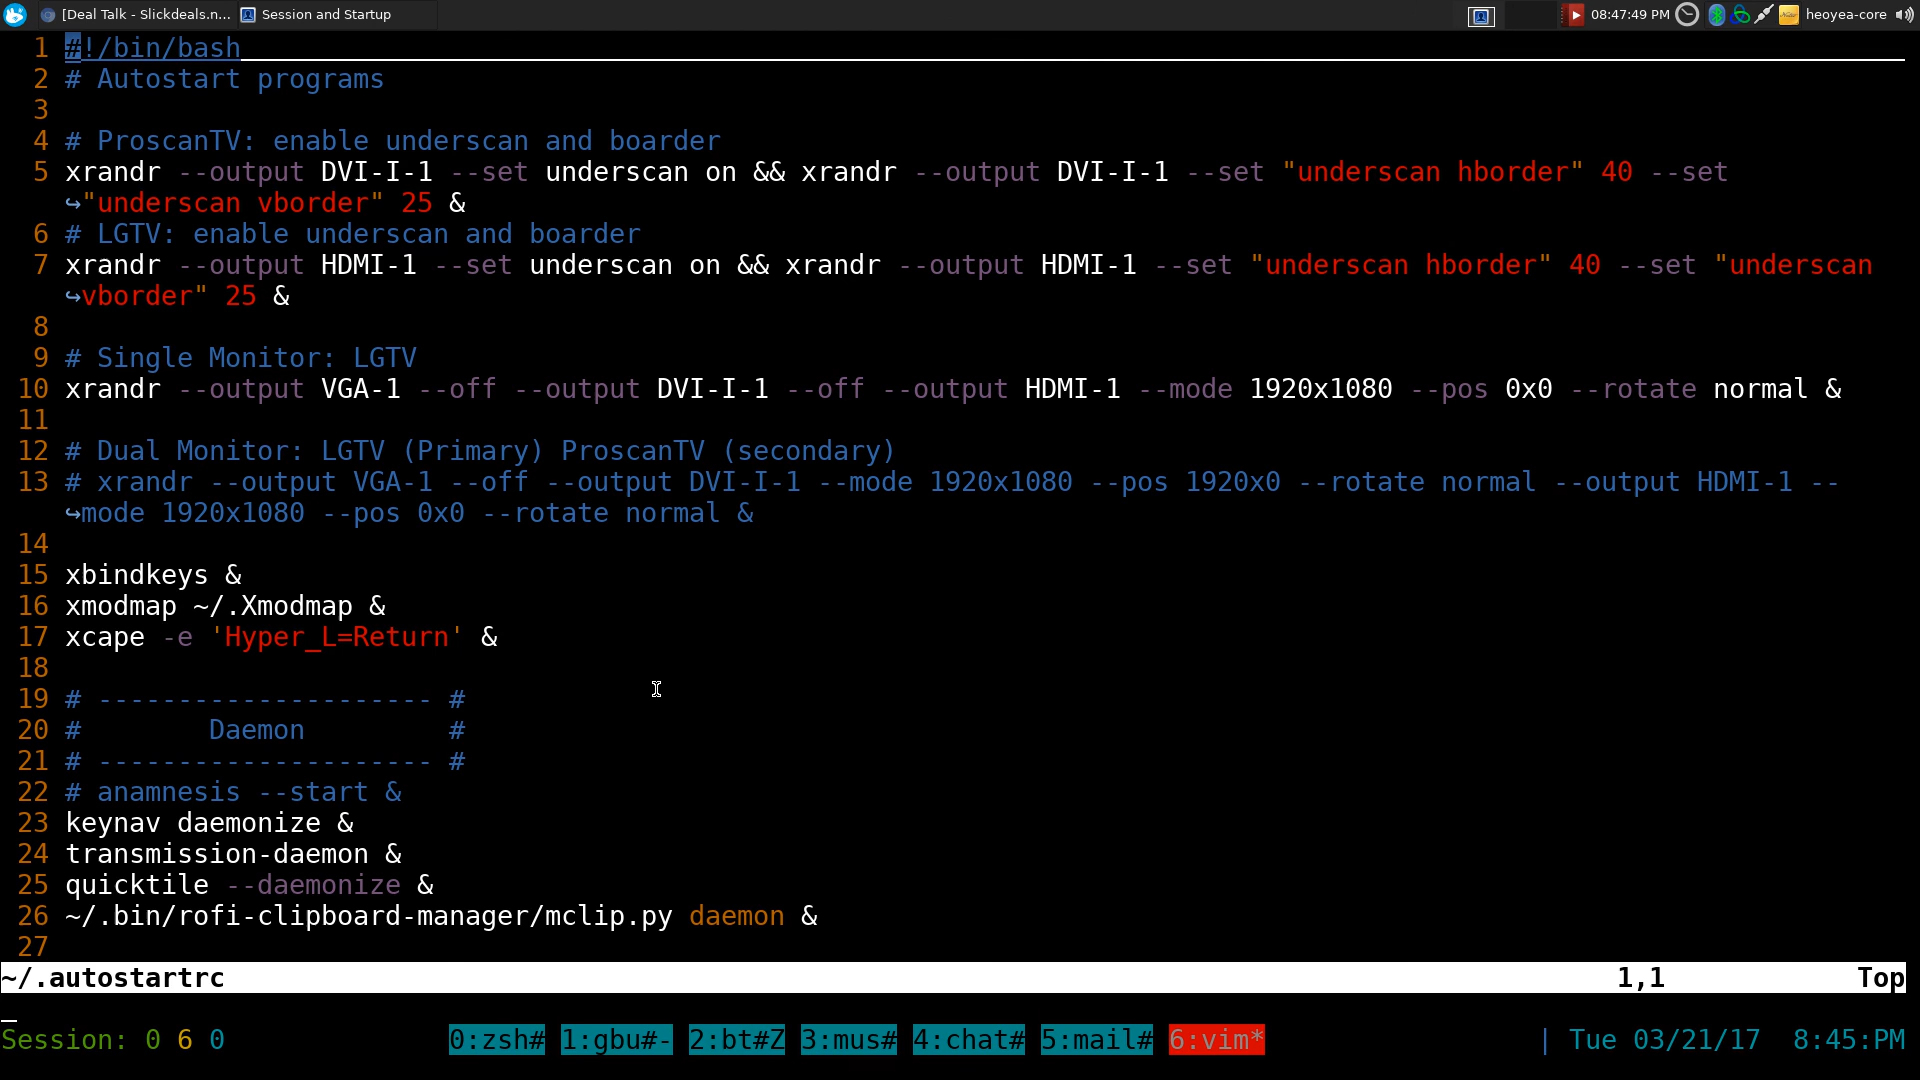 [Deal Talk - Slickdeals.n... Session and Startup 08:47:49 PM heoyea-core
1 #!/bin/bash
2 # Autostart programs
3
4 # ProscanTV: enable underscan and boarder
5 xrandr --output DVI-I-1 --set underscan on && xrandr --output DVI-I-1 --set "underscan hborder" 40 --set
↪"underscan vborder" 25 &
6 # LGTV: enable underscan and boarder
7 xrandr --output HDMI-1 --set underscan on && xrandr --output HDMI-1 --set "underscan hborder" 40 --set "underscan
↪vborder" 25 &
8
9 # Single Monitor: LGTV
10 xrandr --output VGA-1 --off --output DVI-I-1 --off --output HDMI-1 --mode 1920x1080 --pos 0x0 --rotate normal &
11
12 # Dual Monitor: LGTV (Primary) ProscanTV (secondary)
13 # xrandr --output VGA-1 --off --output DVI-I-1 --mode 1920x1080 --pos 1920x0 --rotate normal --output HDMI-1 --
↪mode 1920x1080 --pos 0x0 --rotate normal &
14
15 xbindkeys &
16 xmodmap ~/.Xmodmap &
17 xcape -e 'Hyper_L=Return' &
18
19 # --------------------- #
20 #        Daemon         #
21 # --------------------- #
22 # anamnesis --start &
23 keynav daemonize &
24 transmission-daemon &
25 quicktile --daemonize &
26 ~/.bin/rofi-clipboard-manager/mclip.py daemon &
27
~/.autostartrc 1,1 Top
Session: 0 6 0 0:zsh# 1:gbu#- 2:bt#Z 3:mus# 4:chat# 5:mail# 6:vim* | Tue 03/21/17 8:45:PM